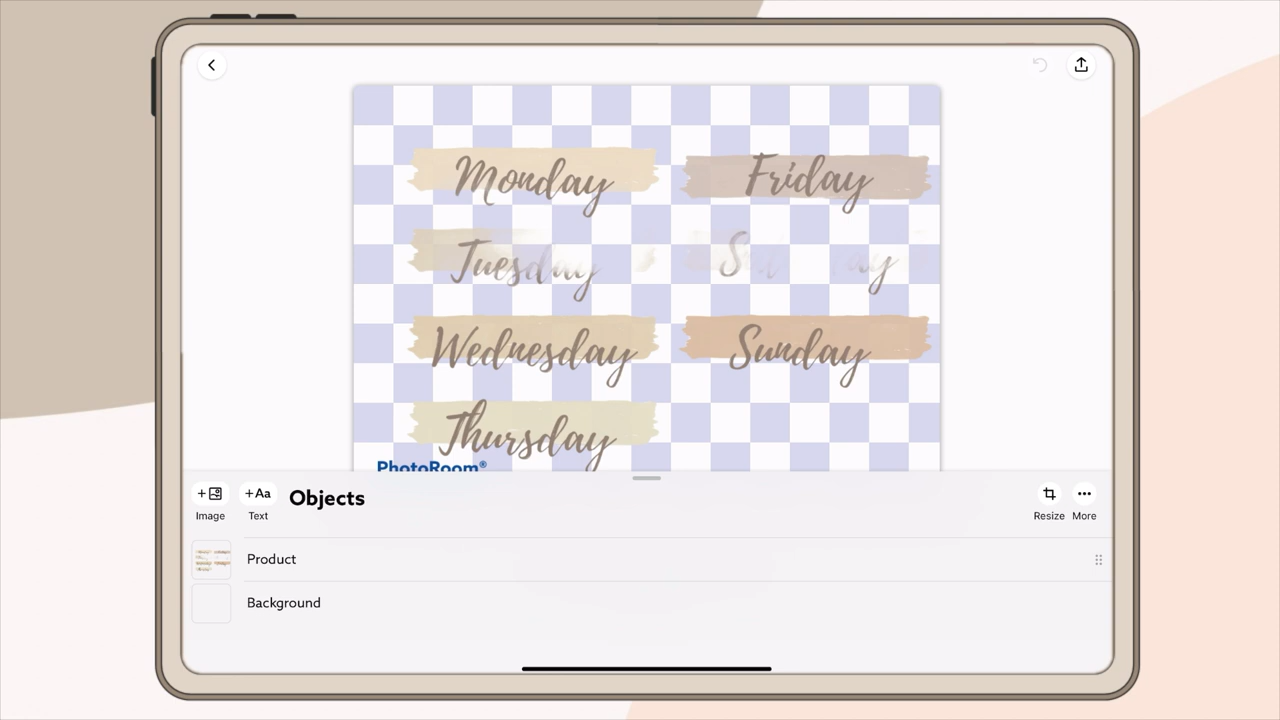 Monday
Friday
Tuesday
Wednesday
Sunday
Thursday
PhotoRoom®
+Aa
Objects
Image
Text
Resize
More
Product
Background